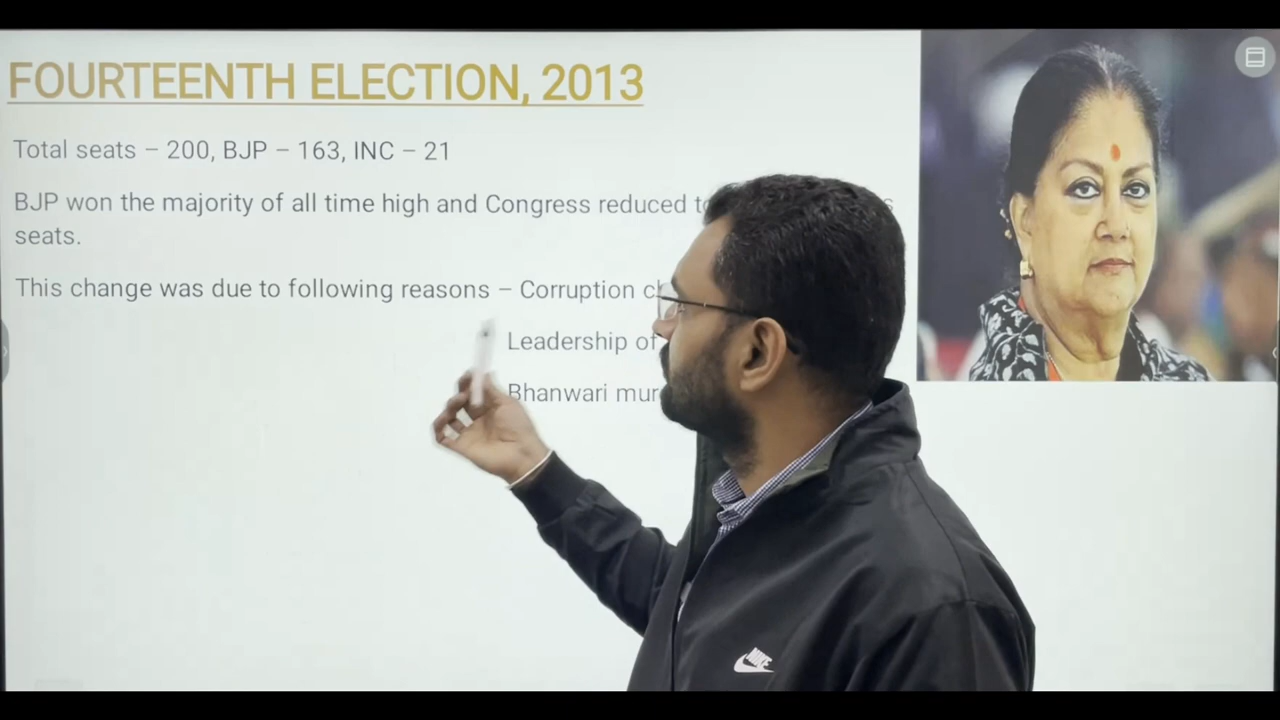 FOURTEENTH ELECTION, 2013
Total seats – 200, BJP – 163, INC – 21
BJP won the majority of all time high and Congress reduced
seats.
This change was due to following reasons – Corruption
Leadership of
Bhanwari
NIKE